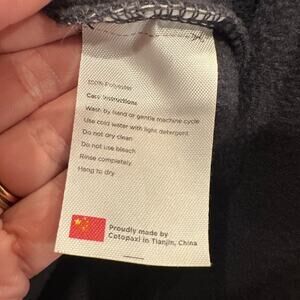 100% Polyester
Care Instructions
Wash by hand or gentle machine cycle
Use cold water with light detergent
Do not dry clean
Do not use bleach
Rinse completely
Hang to dry
Proudly made by
Cotopaxi in Tianjin, China